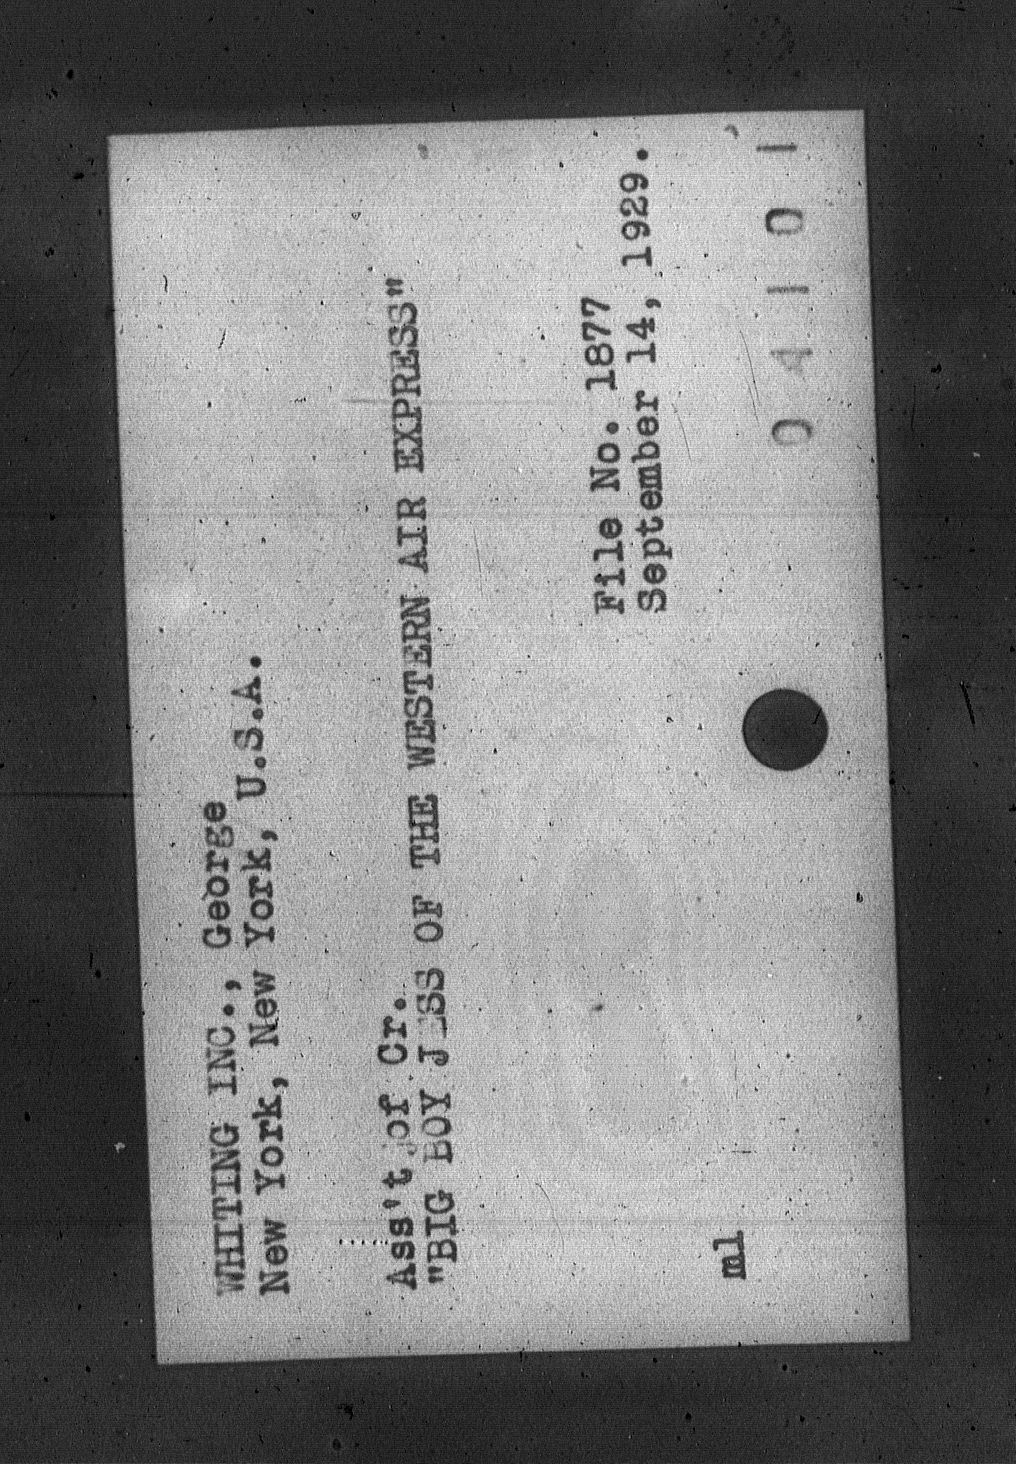 WHITING INC., George
New York, New York, U.S.A.
Ass't of Cr.
"BIG BOY JESS OF THE WESTERN AIR EXPRESS"
File No. 1877
September 14, 1929.
ml
04101